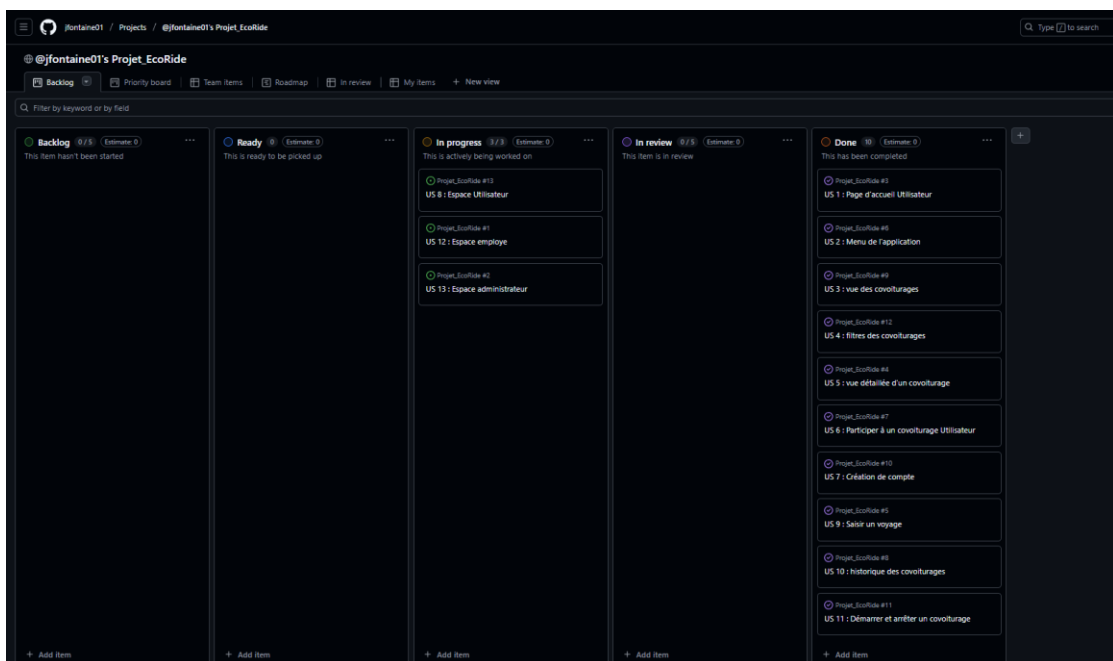 jfontaine01 / Projects / @jfontaine01's Projet_EcoRide
Type / to search
@jfontaine01's Projet_EcoRide
Backlog Priority board Team items Roadmap In review My items + New view
Filter by keyword or by field
Backlog 0 / 5 Estimate: 0 ...
This item hasn't been started
+ Add item
Ready 0 Estimate: 0 ...
This is ready to be picked up
+ Add item
In progress 3 / 3 Estimate: 0 ...
This is actively being worked on
Projet_EcoRide #13
US 8 : Espace Utilisateur
Projet_EcoRide #1
US 12 : Espace employe
Projet_EcoRide #2
US 13 : Espace administrateur
+ Add item
In review 0 / 5 Estimate: 0 ...
This item is in review
+ Add item
Done 10 Estimate: 0 ...
This has been completed
Projet_EcoRide #3
US 1 : Page d'accueil Utilisateur
Projet_EcoRide
US 2 : Menu de l'application
Projet_EcoRide #9
US 3 : vue des covoiturages
Projet_EcoRide #12
US 4 : filtres des covoiturages
Projet_EcoRide #4
US 5 : vue détaillée d'un covoiturage
Projet_EcoRide #7
US 6 : Participer à un covoiturage Utilisateur
Projet_EcoRide #10
US 7 : Création de compte
Projet_EcoRide #5
US 9 : Saisir un voyage
Projet_EcoRide
US 10 : historique des covoiturages
Projet_EcoRide #11
US 11 : Démarrer et arrêter un covoiturage
+ Add item
+